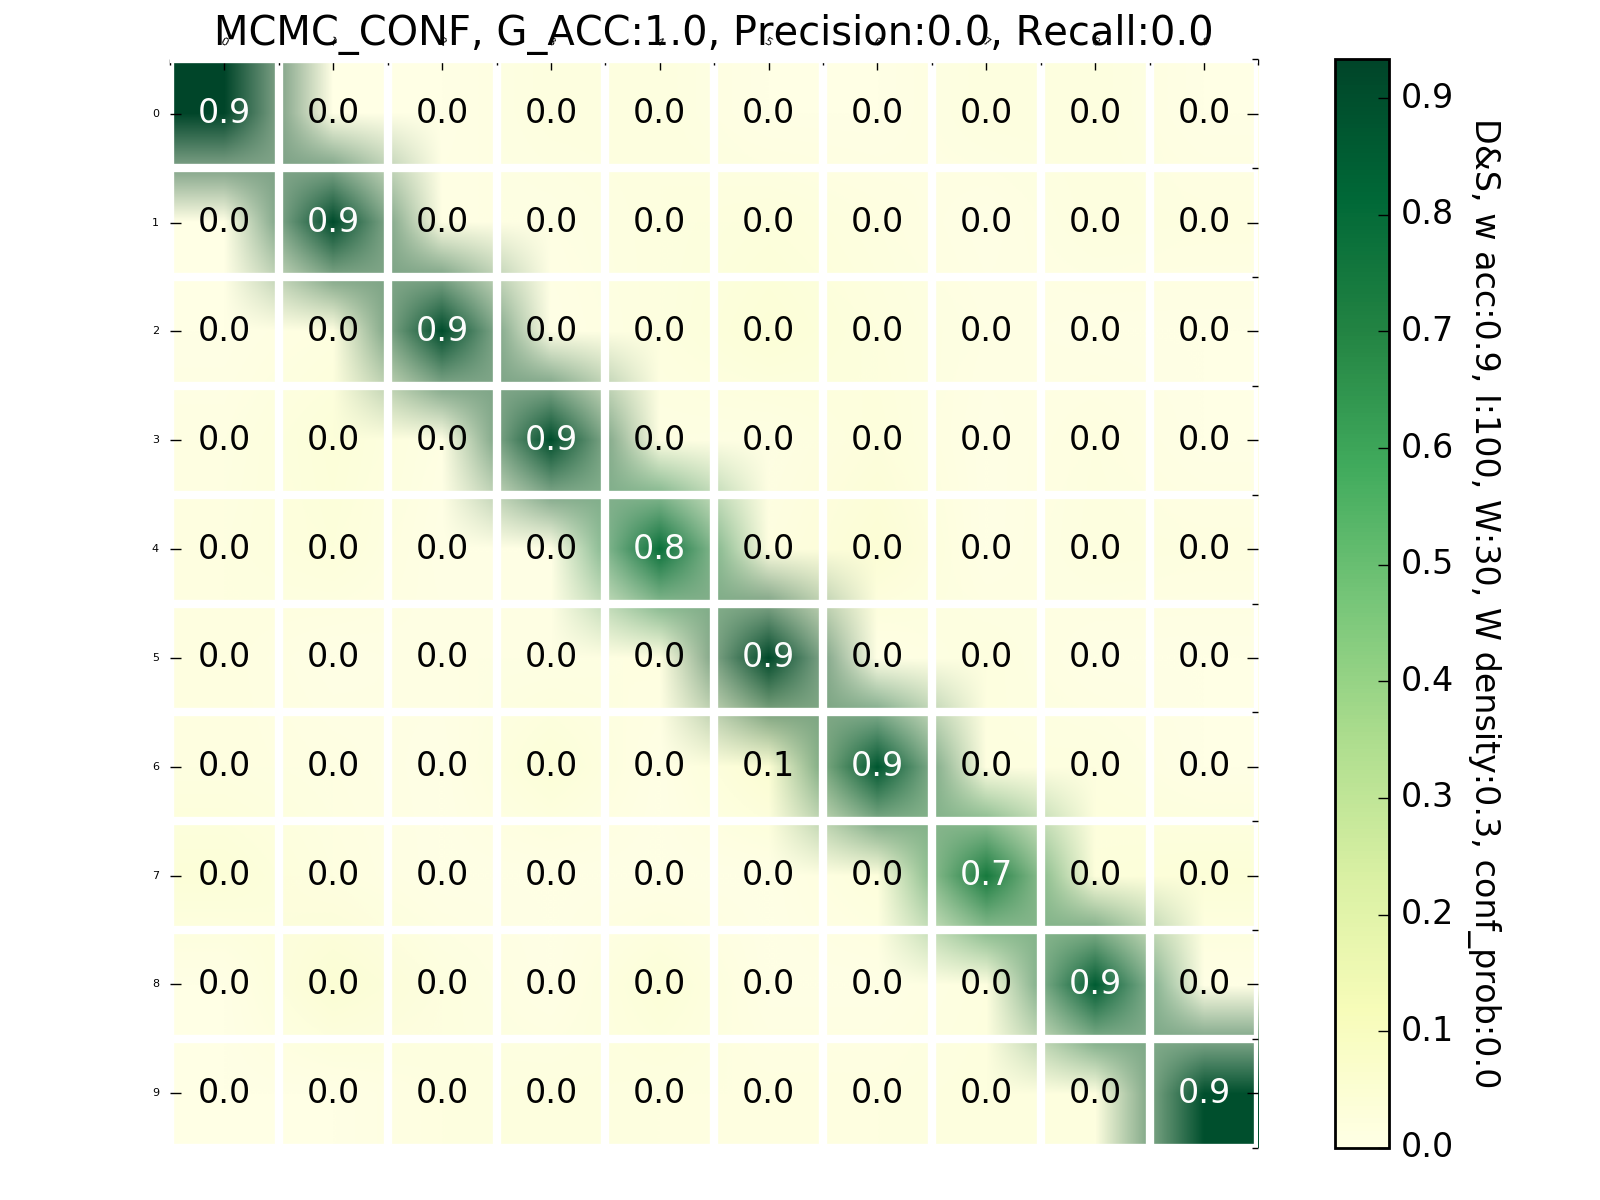 MCMC_CONF, G_ACC:1.0, Precision:0.0, Recall:0.0
0 0.9 0.0 0.0 0.0 0.0 0.0 0.0 0.0 0.0 0.0
1 0.0 0.9 0.0 0.0 0.0 0.0 0.0 0.0 0.0 0.0
2 0.0 0.0 0.9 0.0 0.0 0.0 0.0 0.0 0.0 0.0
3 0.0 0.0 0.0 0.9 0.0 0.0 0.0 0.0 0.0 0.0
4 0.0 0.0 0.0 0.0 0.8 0.0 0.0 0.0 0.0 0.0
5 0.0 0.0 0.0 0.0 0.0 0.9 0.0 0.0 0.0 0.0
6 0.0 0.0 0.0 0.0 0.0 0.1 0.9 0.0 0.0 0.0
7 0.0 0.0 0.0 0.0 0.0 0.0 0.0 0.7 0.0 0.0
8 0.0 0.0 0.0 0.0 0.0 0.0 0.0 0.0 0.9 0.0
9 0.0 0.0 0.0 0.0 0.0 0.0 0.0 0.0 0.0 0.9
0.9
0.8
0.7
0.6
0.5
0.4
0.3
0.2
0.1
0.0
D&S, w acc:0.9, I:100, W:30, W density:0.3, conf_prob:0.0